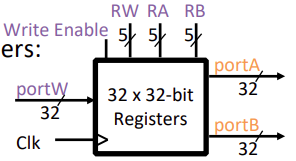 RW RA RB
Write Enable
ers: 5 5 5
portW
32
32 x 32-bit
Registers
portA
32
portB
32
Clk